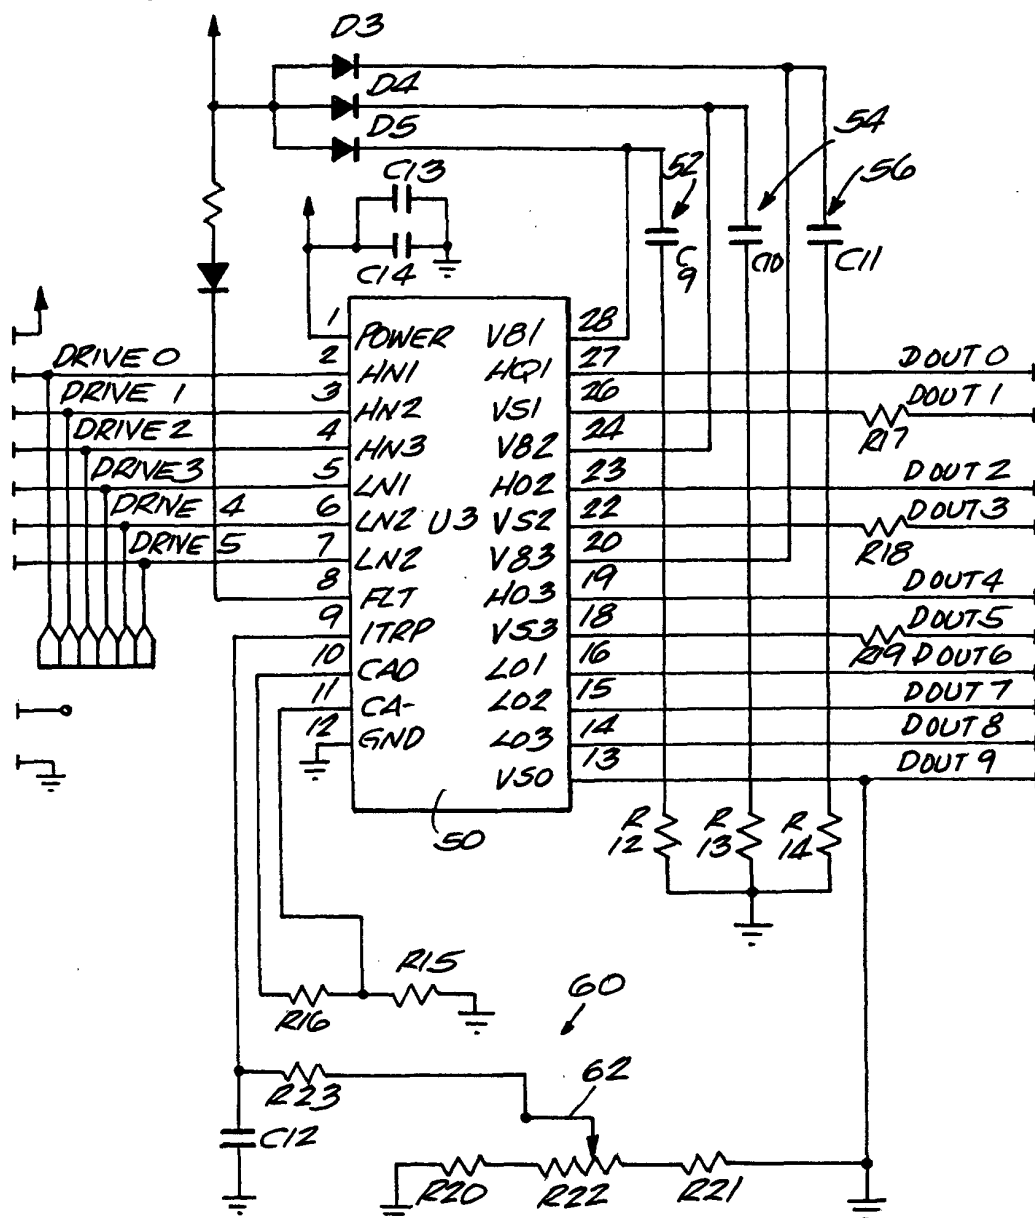 D3
D4
D5
54
52
56
C13
C14
C 9
C10
C11
1 POWER VB1 28
DRIVE 0 2 HN1 HQ1 27 DOUT 0
DRIVE 1 3 HN2 VS1 26 R17 DOUT 1
DRIVE 2 4 HN3 VB2 24
DRIVE 3 5 LN1 HO2 23 DOUT 2
DRIVE 4 6 LN2 U3 VS2 22 R18 DOUT 3
DRIVE 5 7 LN2 VB3 20
8 FLT HO3 19 DOUT 4
9 ITRP VS3 18 R19 DOUT 5
10 CAO LO1 16 DOUT 6
11 CA- LO2 15 DOUT 7
12 GND LO3 14 DOUT 8
VSO 13 DOUT 9
50
R 12
R 13
R 14
R15
R16
60
R23
62
C12
R20
R22
R21